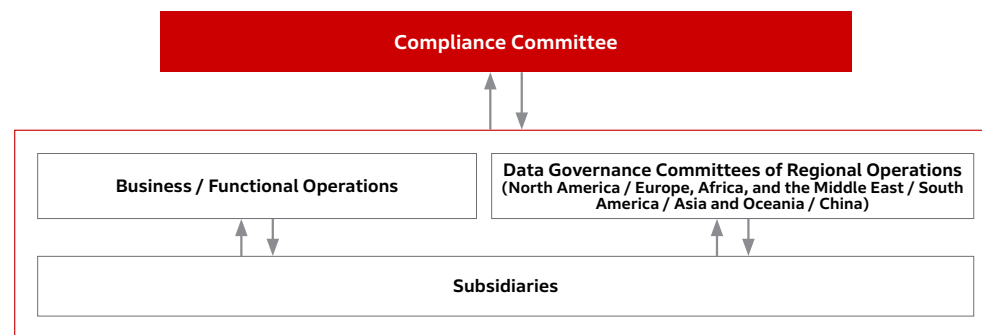 Compliance Committee
Business / Functional Operations
Data Governance Committees of Regional Operations
(North America / Europe, Africa, and the Middle East / South
America / Asia and Oceania / China)
Subsidiaries